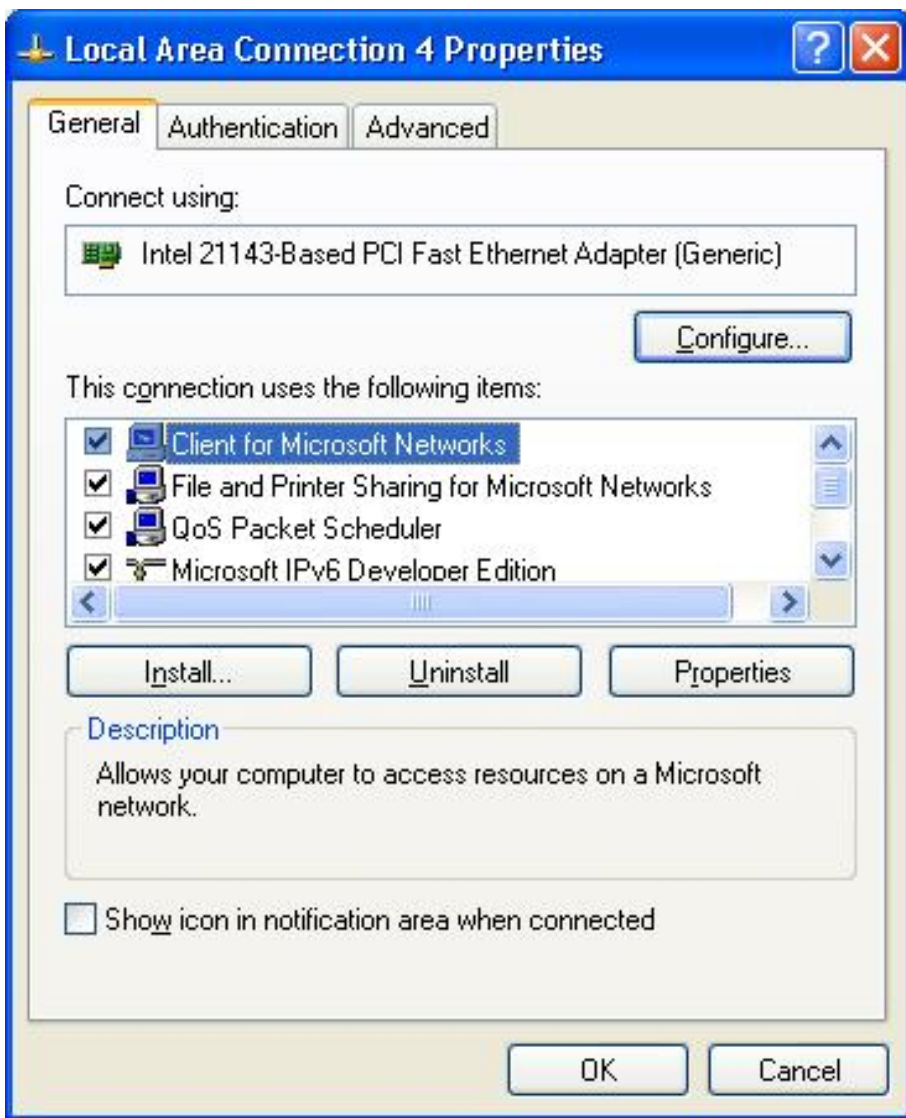 Local Area Connection 4 Properties
General
Authentication
Advanced
Connect using:
Intel 21143-Based PCI Fast Ethernet Adapter (Generic)
Configure...
This connection uses the following items:
Client for Microsoft Networks
File and Printer Sharing for Microsoft Networks
QoS Packet Scheduler
Microsoft IPv6 Developer Edition
Install...
Uninstall
Properties
Description
Allows your computer to access resources on a Microsoft
network.
Show icon in notification area when connected
OK
Cancel